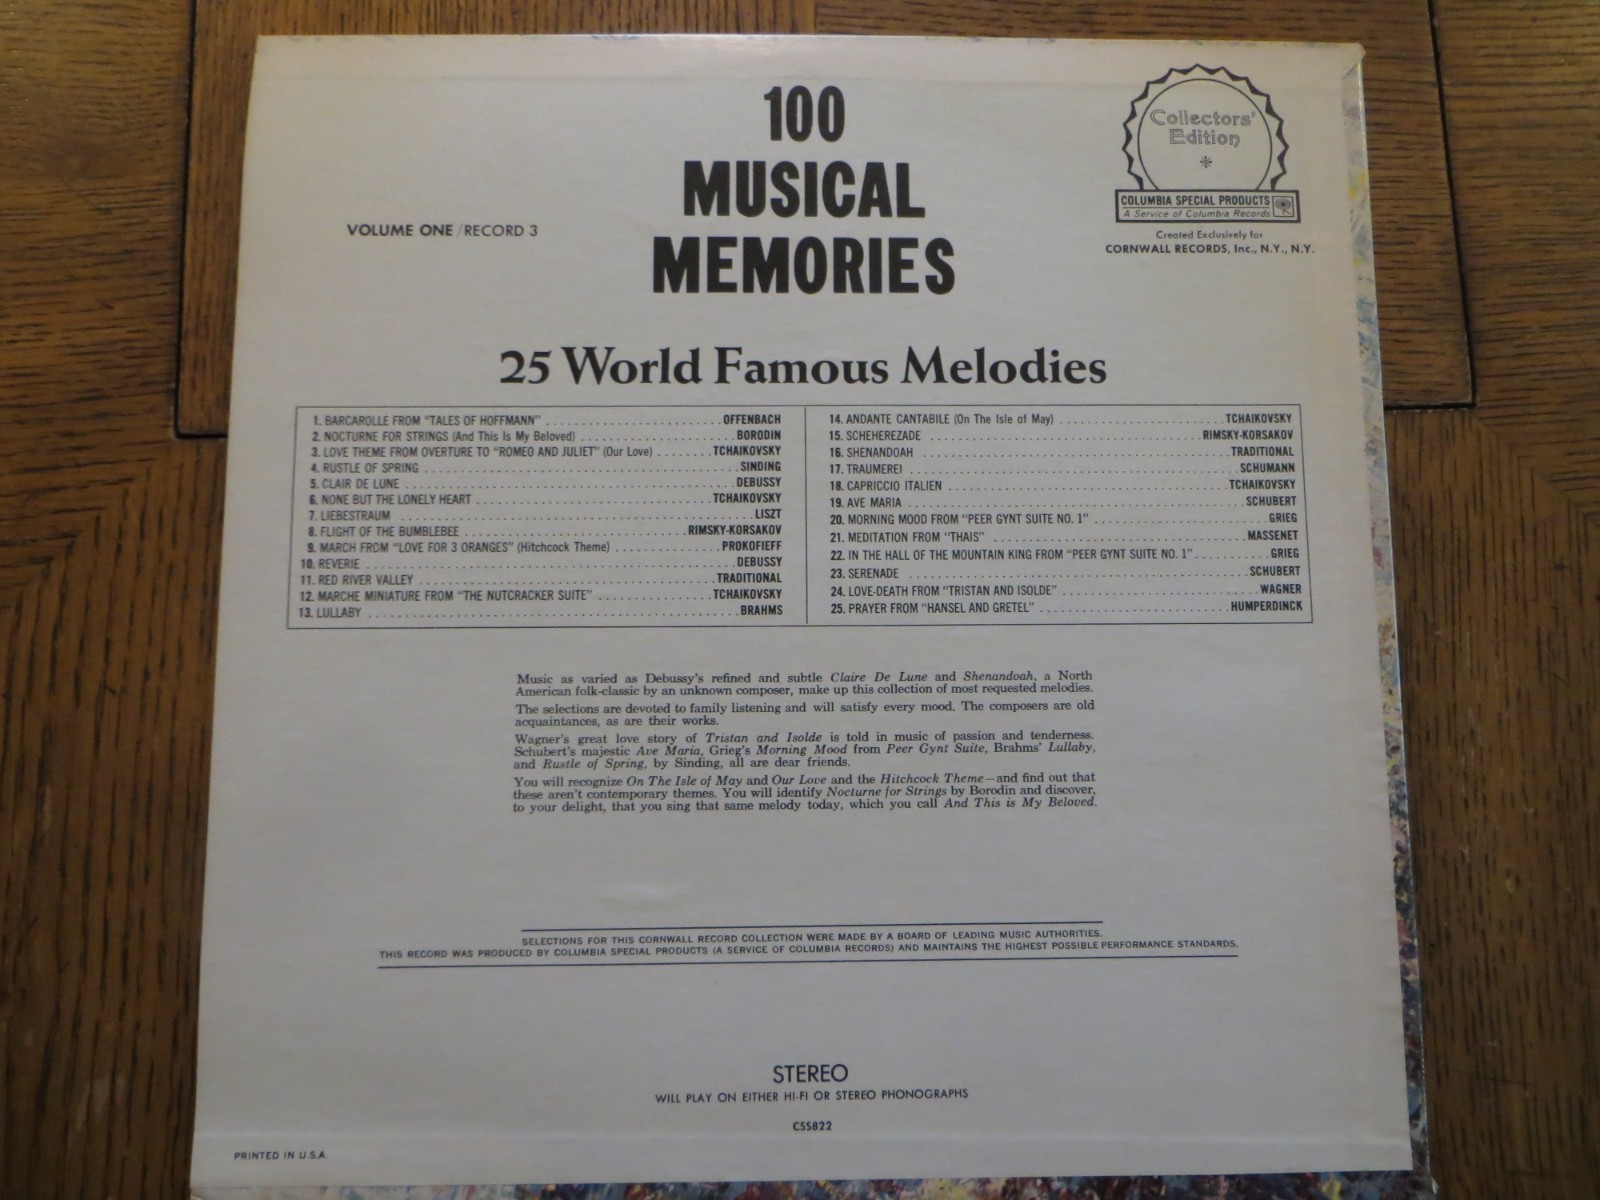 100
MUSICAL
MEMORIES
VOLUME ONE / RECORD 3
Collectors'
Edition
COLUMBIA SPECIAL PRODUCTS
A Service of Columbia Records
Created Exclusively for
CORNWALL RECORDS, Inc., N.Y., N.Y.
25 World Famous Melodies
1. BARCAROLLE FROM "TALES OF HOFFMANN" OFFENBACH
2. NOCTURNE FOR STRINGS (And This Is My Beloved) BORODIN
3. LOVE THEME FROM OVERTURE TO "ROMEO AND JULIET" (Our Love) TCHAIKOVSKY
4. RUSTLE OF SPRING SINDING
5. CLAIR DE LUNE DEBUSSY
6. NONE BUT THE LONELY HEART TCHAIKOVSKY
7. LIEBESTRAUM LISZT
8. FLIGHT OF THE BUMBLEBEE RIMSKY-KORSAKOV
9. MARCH FROM "LOVE FOR 3 ORANGES" (Hitchcock Theme) PROKOFIEFF
10. REVERIE DEBUSSY
11. RED RIVER VALLEY TRADITIONAL
12. MARCHE MINIATURE FROM "THE NUTCRACKER SUITE" TCHAIKOVSKY
13. LULLABY BRAHMS
14. ANDANTE CANTABILE (On The Isle of May) TCHAIKOVSKY
15. SCHEHEREZADE RIMSKY-KORSAKOV
16. SHENANDOAH TRADITIONAL
17. TRAUMEREI SCHUMANN
18. CAPRICCIO ITALIEN TCHAIKOVSKY
19. AVE MARIA SCHUBERT
20. MORNING MOOD FROM "PEER GYNT SUITE NO. 1" GRIEG
21. MEDITATION FROM "THAIS" MASSENET
22. IN THE HALL OF THE MOUNTAIN KING FROM "PEER GYNT SUITE NO. 1" GRIEG
23. SERENADE SCHUBERT
24. LOVE-DEATH FROM "TRISTAN AND ISOLDE" WAGNER
25. PRAYER FROM "HANSEL AND GRETEL" HUMPERDINCK
Music as varied as Debussy's refined and subtle Claire De Lune and Shenandoah, a North
American folk-classic by an unknown composer, make up this collection of most requested melodies.
The selections are devoted to family listening and will satisfy every mood. The composers are old
acquaintances, as are their works.
Wagner's great love story of Tristan and Isolde is told in music of passion and tenderness.
Schubert's majestic Ave Maria, Grieg's Morning Mood from Peer Gynt Suite, Brahms' Lullaby,
and Rustle of Spring, by Sinding, all are dear friends.
You will recognize On The Isle of May and Our Love and the Hitchcock Theme—and find out that
these aren't contemporary themes. You will identify Nocturne for Strings by Borodin and discover,
to your delight, that you sing that same melody today, which you call And This is My Beloved.
SELECTIONS FOR THIS CORNWALL RECORD COLLECTION WERE MADE BY A BOARD OF LEADING MUSIC AUTHORITIES.
THIS RECORD WAS PRODUCED BY COLUMBIA SPECIAL PRODUCTS (A SERVICE OF COLUMBIA RECORDS) AND MAINTAINS THE HIGHEST POSSIBLE PERFORMANCE STANDARDS.
STEREO
WILL PLAY ON EITHER HI-FI OR STEREO PHONOGRAPHS
CSS822
PRINTED IN U.S.A.